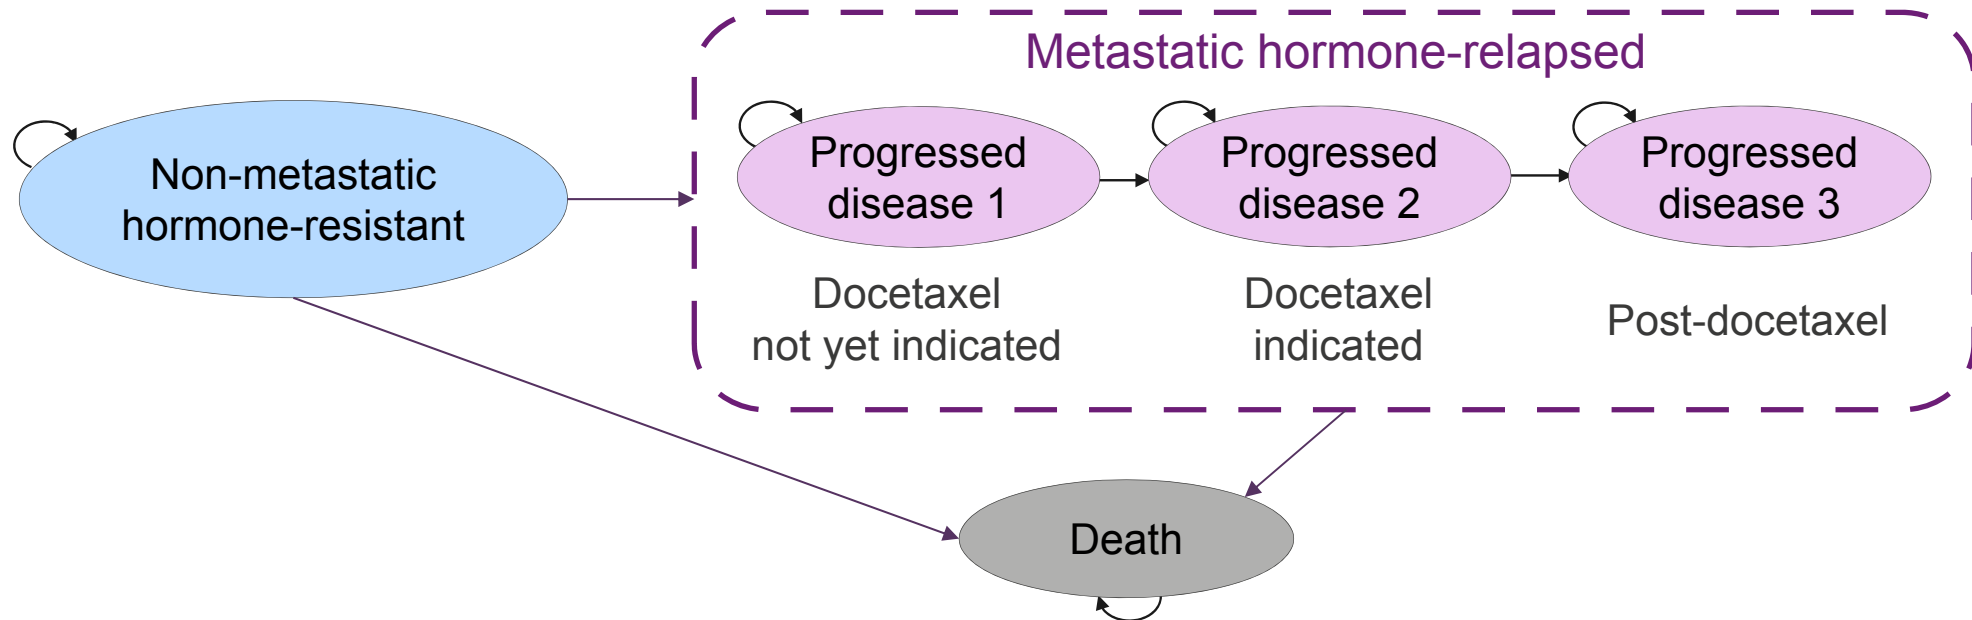 Metastatic hormone-relapsed
Non-metastatic
hormone-resistant
Progressed
disease 1
Progressed
disease 2
Progressed
disease 3
Docetaxel
not yet indicated
Docetaxel
indicated
Post-docetaxel
Death